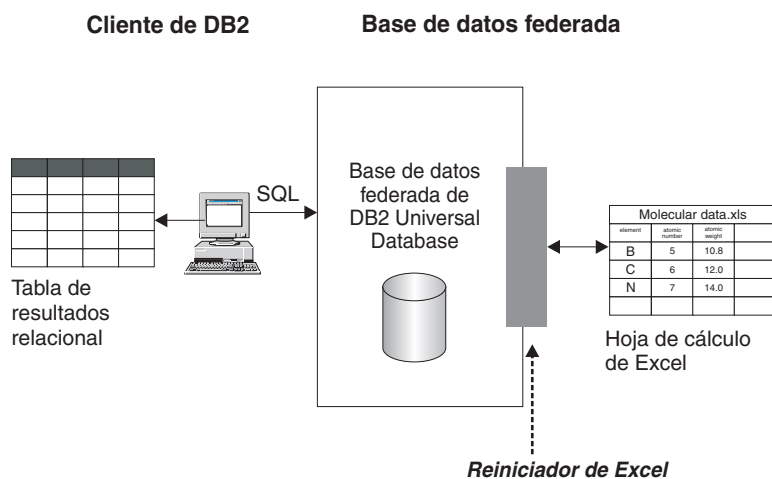 Cliente de DB2
Base de datos federada
SQL
Base de datos
federada de
DB2 Universal
Database
Tabla de
resultados
relacional
Molecular data.xls
element atomic number atomic weight
B 5 10.8
C 6 12.0
N 7 14.0
Hoja de cálculo
de Excel
Reiniciador de Excel